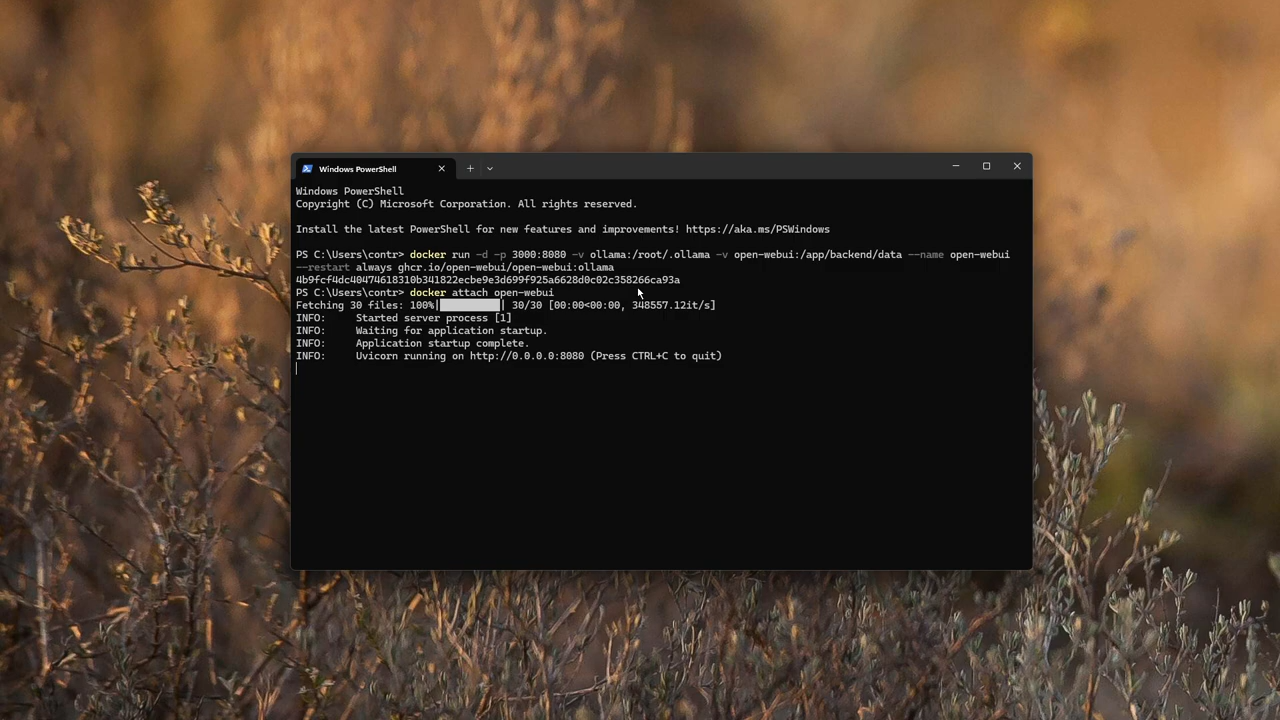 Windows PowerShell
Windows PowerShell
Copyright (C) Microsoft Corporation. All rights reserved.
Install the latest PowerShell for new features and improvements! https://aka.ms/PSWindows
PS C:\Users\contr> docker run -d -p 3000:8080 -v ollama:/root/.ollama -v open-webui:/app/backend/data --name open-webui
--restart always ghcr.io/open-webui/open-webui:ollama
4b9fcf4dc40474618310b341822ecbe9e3d699f925a6628d0c02c358266ca93a
PS C:\Users\contr> docker attach open-webui
Fetching 30 files: 100%|██████████| 30/30 [00:00<00:00, 348557.12it/s]
INFO:     Started server process [1]
INFO:     Waiting for application startup.
INFO:     Application startup complete.
INFO:     Uvicorn running on http://0.0.0.0:8080 (Press CTRL+C to quit)